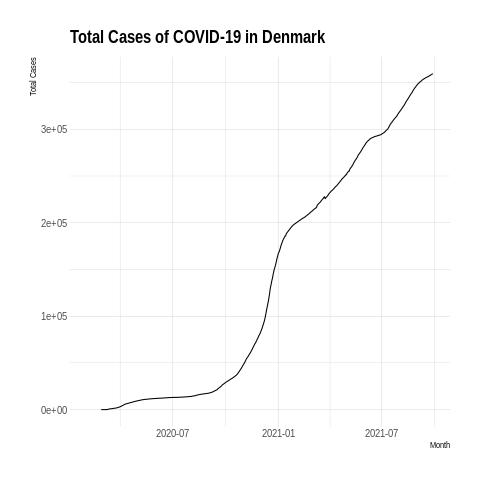 Total Cases of COVID-19 in Denmark
Total Cases
3e+05
2e+05
1e+05
0e+00
2020-07 2021-01 2021-07
Month